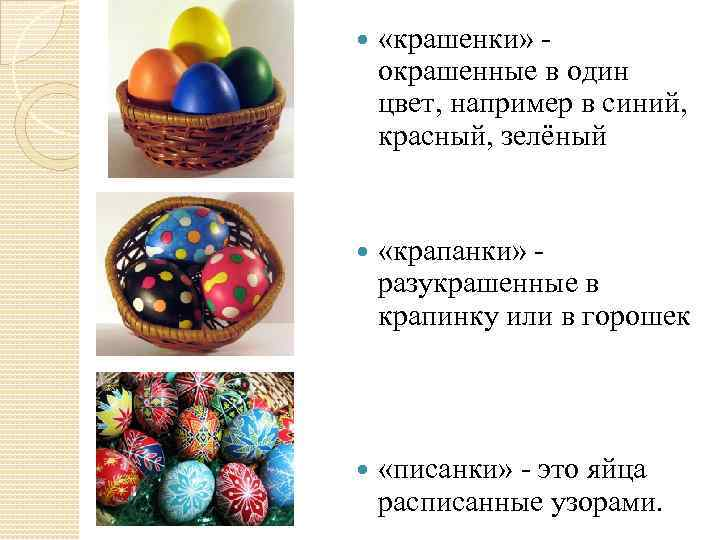 «крашенки» -
окрашенные в один
цвет, например в синий,
красный, зелёный
«крапанки» -
разукрашенные в
крапинку или в горошек
«писанки» - это яйца
расписанные узорами.